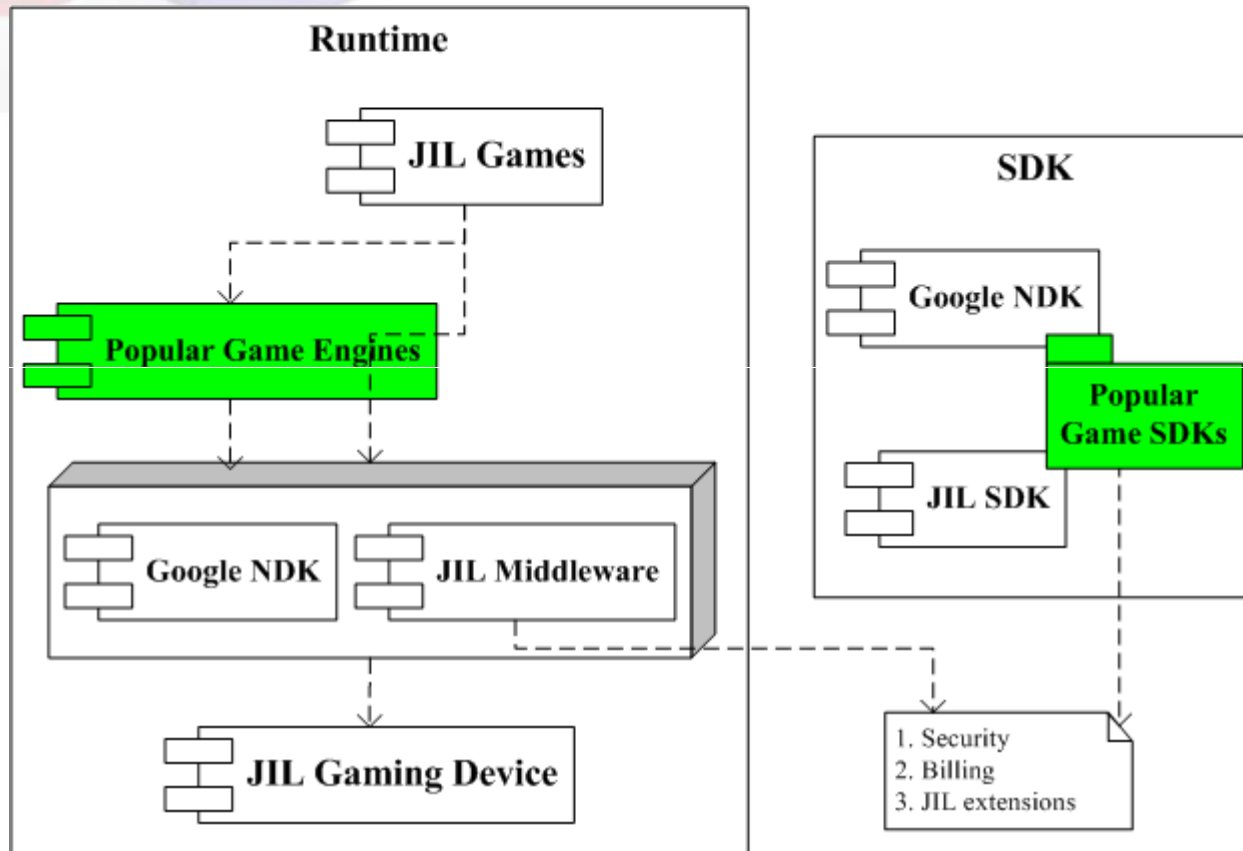 Runtime
JIL Games
Popular Game Engines
Google NDK
JIL Middleware
JIL Gaming Device
SDK
Google NDK
Popular
Game SDKs
JIL SDK
1. Security
2. Billing
3. JIL extensions